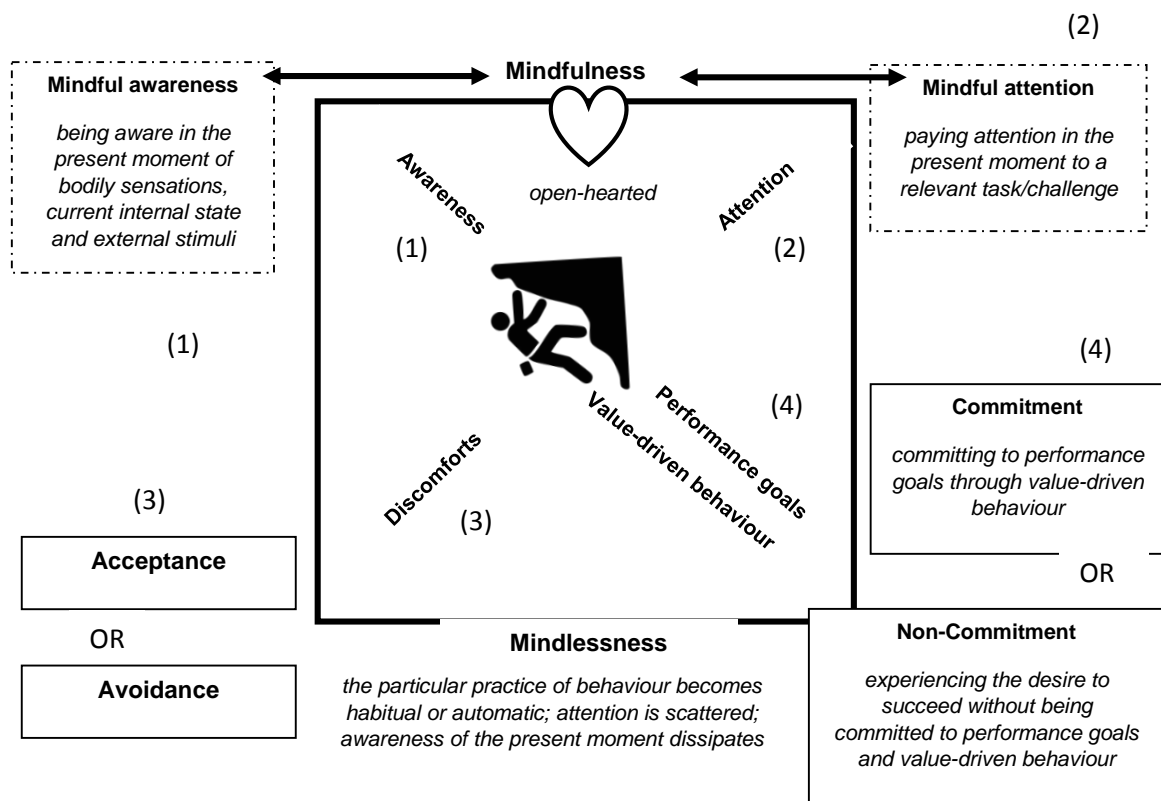 (2)
Mindful awareness
being aware in the
present moment of
bodily sensations,
current internal state
and external stimuli
Mindfulness
open-hearted
Mindful attention
paying attention in the
present moment to a
relevant task/challenge
Awareness
(1)
Attention
(2)
(1)
Discomforts
(3)
Value-driven behaviour
Performance goals
(4)
(3)
Acceptance
OR
Avoidance
(4)
Commitment
committing to performance
goals through value-driven
behaviour
OR
Non-Commitment
experiencing the desire to
succeed without being
committed to performance
goals and value-driven
behaviour
Mindlessness
the particular practice of behaviour becomes
habitual or automatic; attention is scattered;
awareness of the present moment dissipates